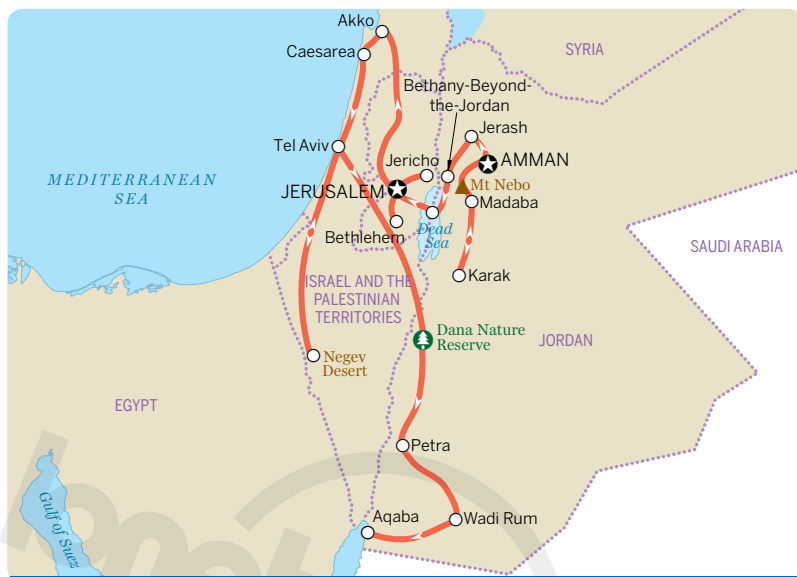 Akko
SYRIA
Caesarea
Bethany-Beyond-
the-Jordan
Jerash
Tel Aviv
Jericho
AMMAN
MEDITERRANEAN
SEA
JERUSALEM
Mt Nebo
Madaba
Bethlehem
Dead
Sea
SAUDI ARABIA
Karak
ISRAEL AND THE
PALESTINIAN
TERRITORIES
Dana Nature
Reserve
JORDAN
Negev
Desert
EGYPT
Petra
Gulf of Suez
Aqaba
Wadi Rum